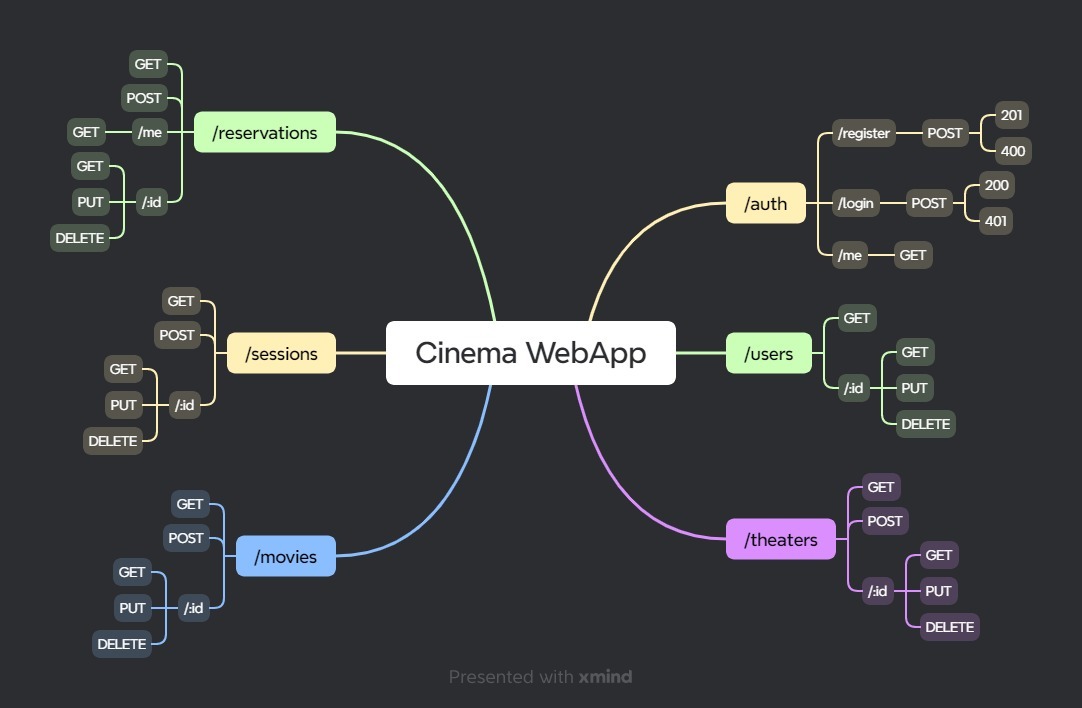 Cinema WebApp
/auth
/register
POST
201
400
/login
POST
200
401
/me
GET
/users
GET
/:id
GET
PUT
DELETE
/theaters
GET
POST
/:id
GET
PUT
DELETE
/reservations
GET
POST
/me
GET
/:id
GET
PUT
DELETE
/sessions
GET
POST
/:id
GET
PUT
DELETE
/movies
GET
POST
/:id
GET
PUT
DELETE
Presented with xmind